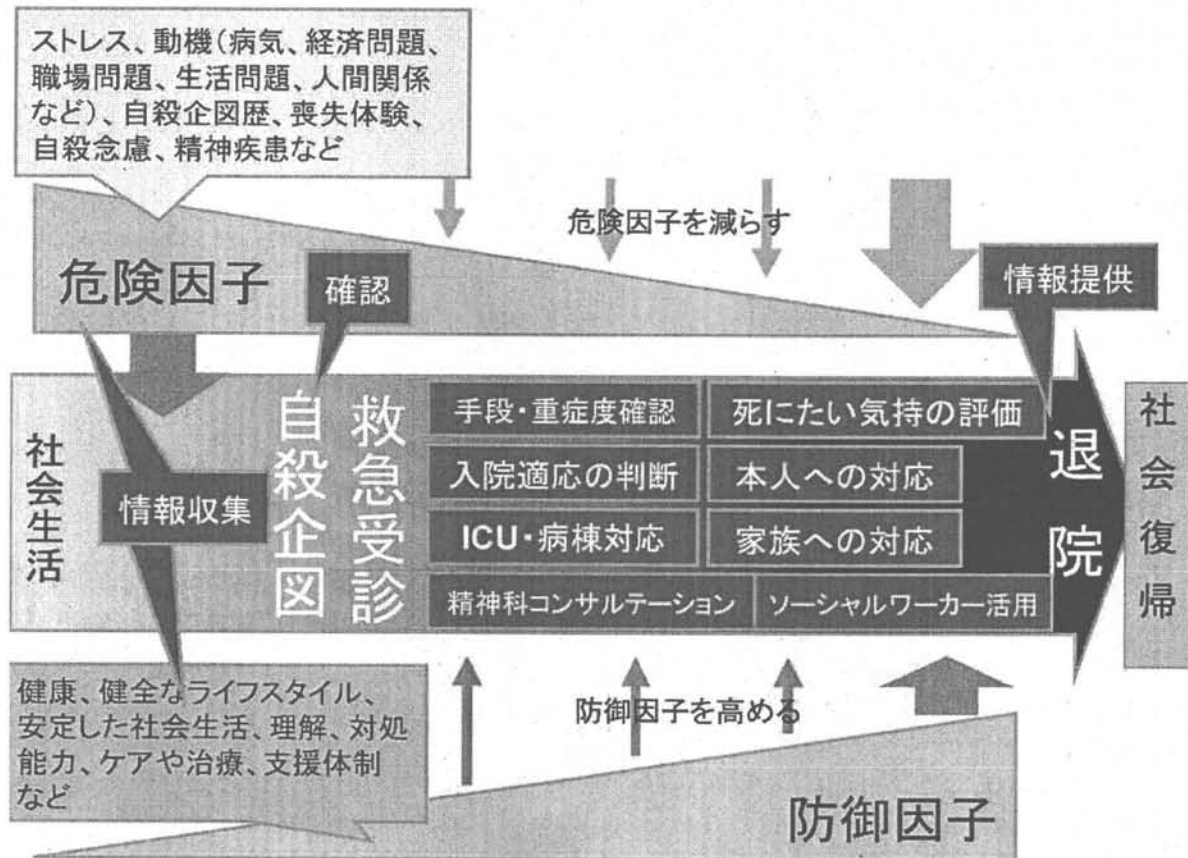 ストレス、動機(病気、経済問題、
職場問題、生活問題、人間関係
など)、自殺企図歴、喪失体験、
自殺念慮、精神疾患など
危険因子を減らす
危険因子
確認
情報提供
社会生活
情報収集
自殺企図
救急受診
手段・重症度確認
死にたい気持の評価
入院適応の判断
本人への対応
ICU・病棟対応
家族への対応
精神科コンサルテーション
ソーシャルワーカー活用
退院
社会復帰
健康、健全なライフスタイル、
安定した社会生活、理解、対処
能力、ケアや治療、支援体制
など
防御因子を高める
防御因子